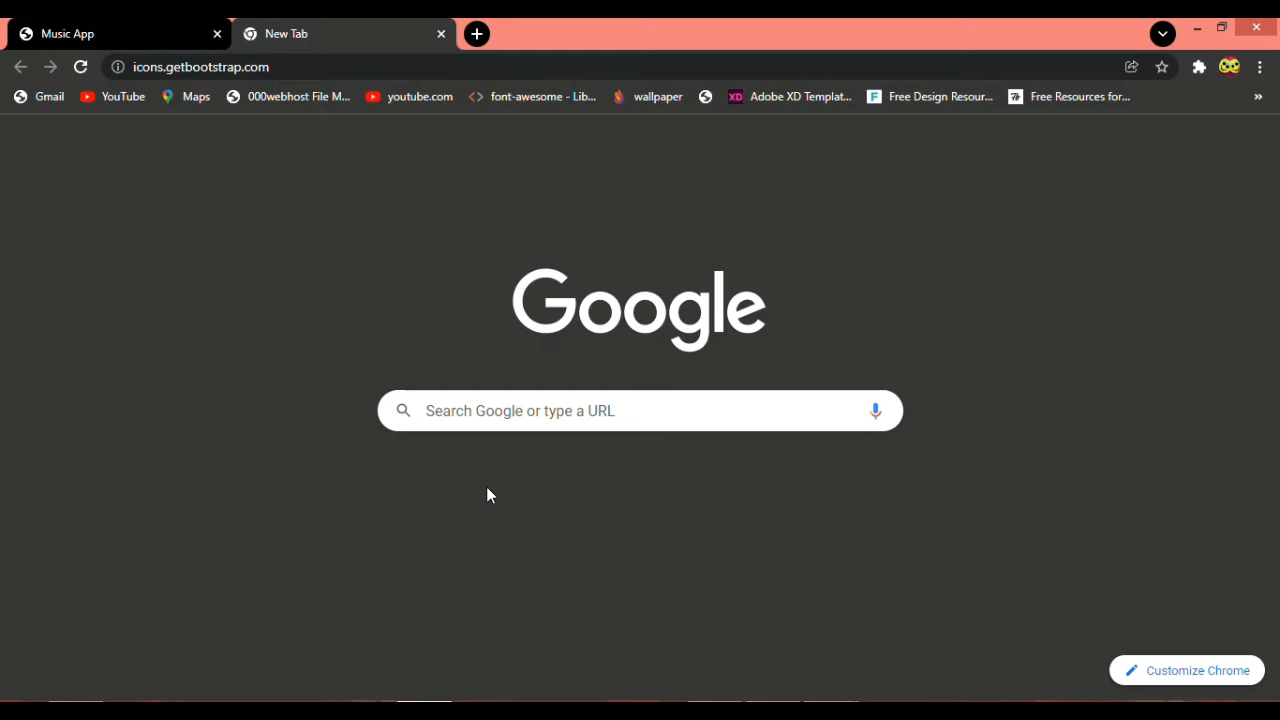 Music App
New Tab
icons.getbootstrap.com
Gmail
YouTube
Maps
000webhost File M...
youtube.com
font-awesome - Lib...
wallpaper
XD
Adobe XD Templat...
F
Free Design Resour...
Free Resources for...
Google
Search Google or type a URL
Customize Chrome